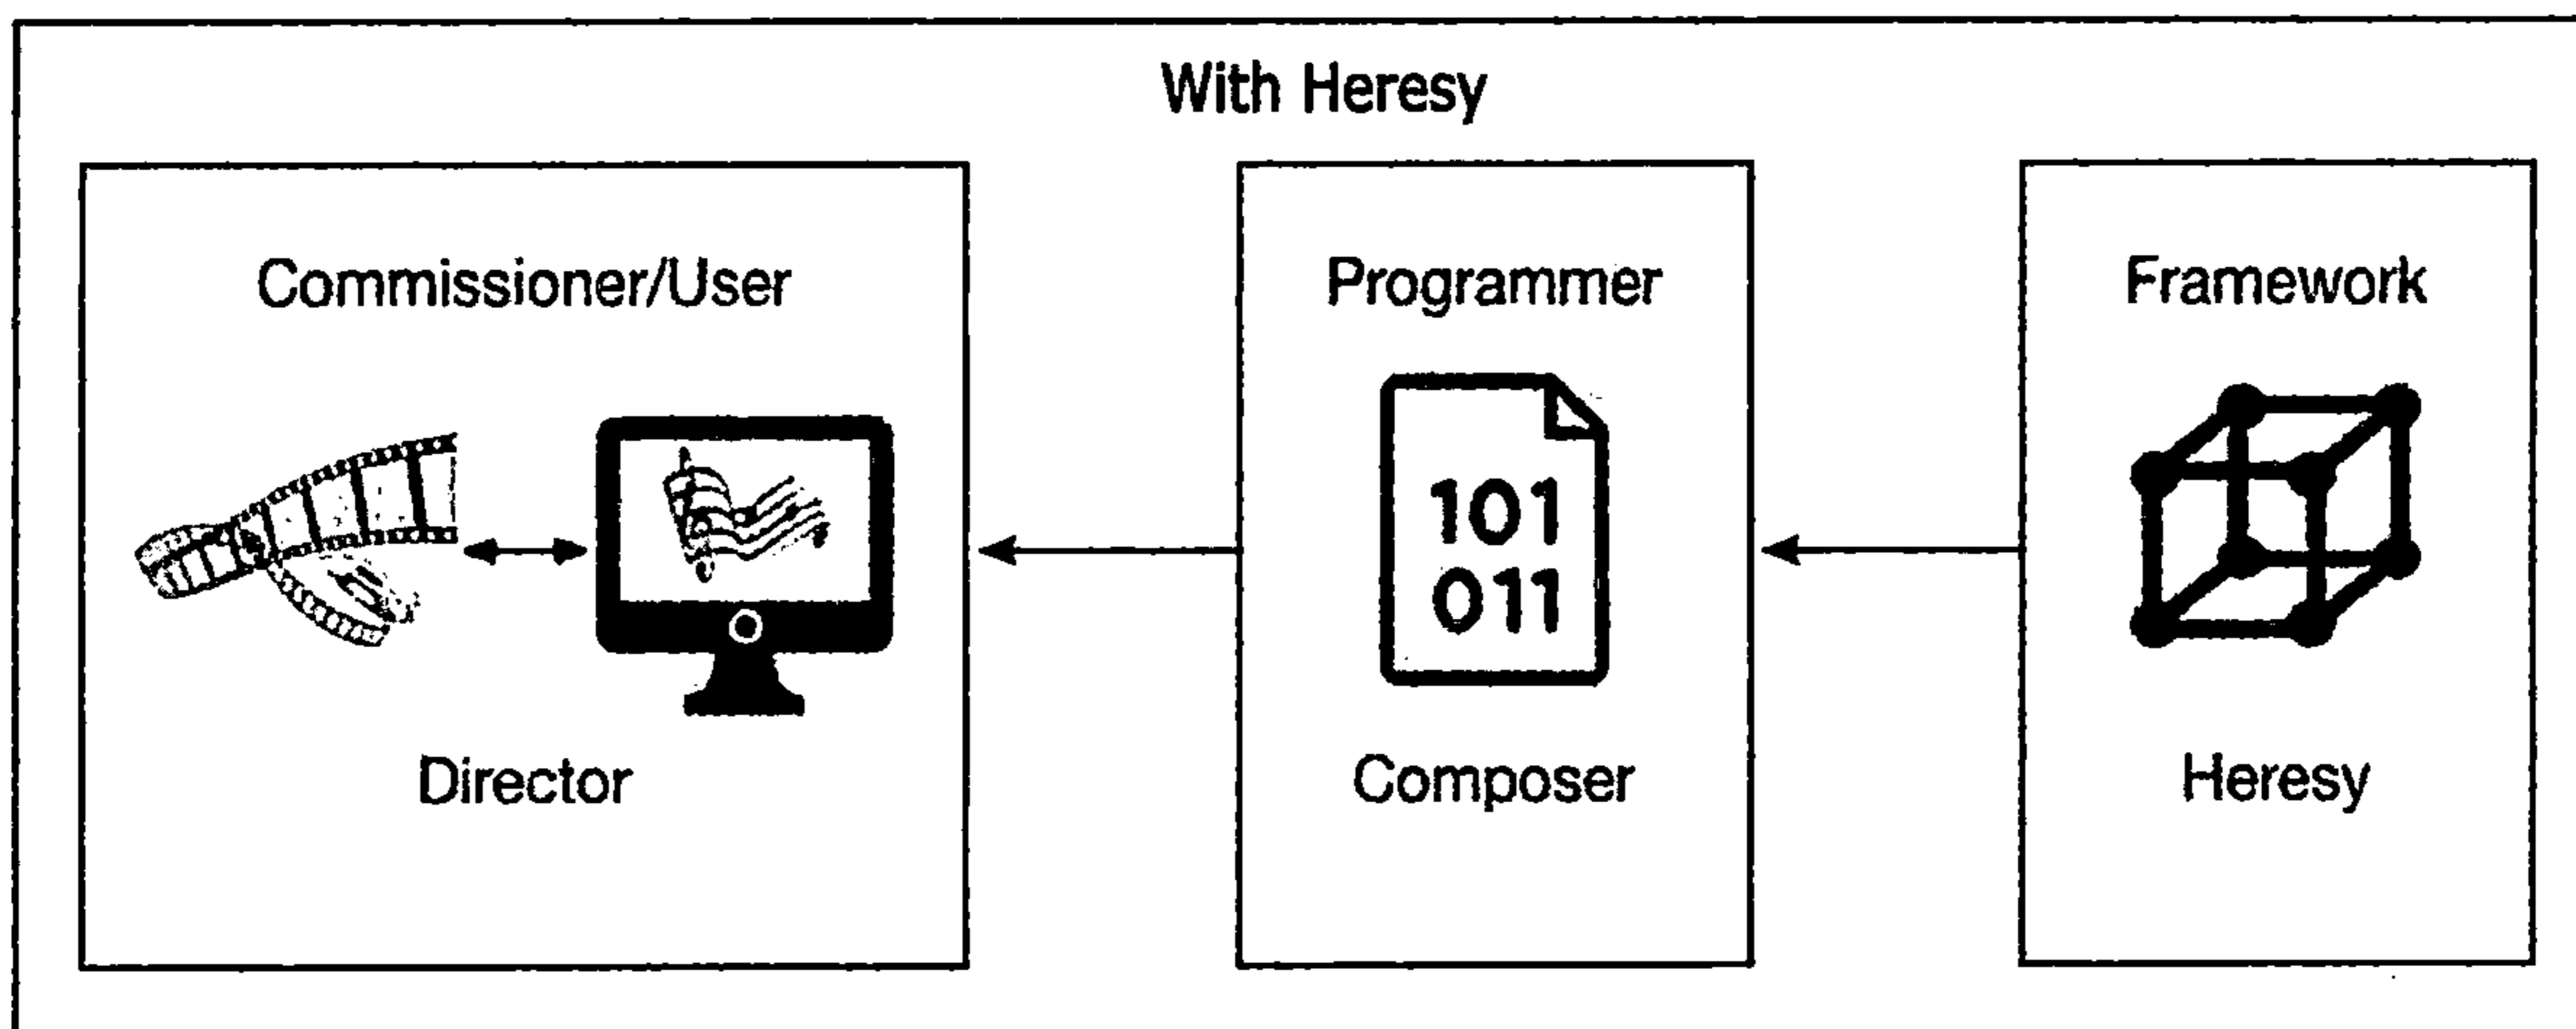 With Heresy
Commissioner/User
Director
Programmer
101
011
Composer
Framework
Heresy